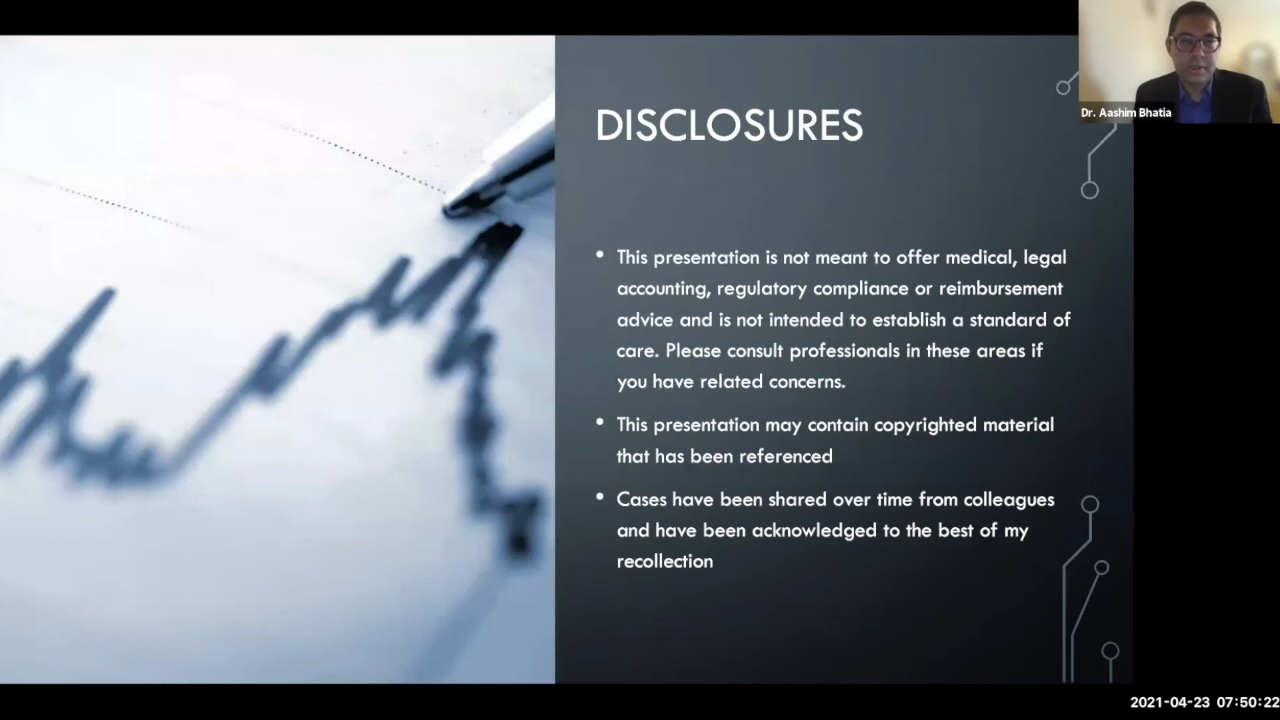 DISCLOSURES
• This presentation is not meant to offer medical, legal
accounting, regulatory compliance or reimbursement
advice and is not intended to establish a standard of
care. Please consult professionals in these areas if
you have related concerns.
• This presentation may contain copyrighted material
that has been referenced
• Cases have been shared over time from colleagues
and have been acknowledged to the best of my
recollection
Dr. Aashim Bhatia
2021-04-23 07:50:22